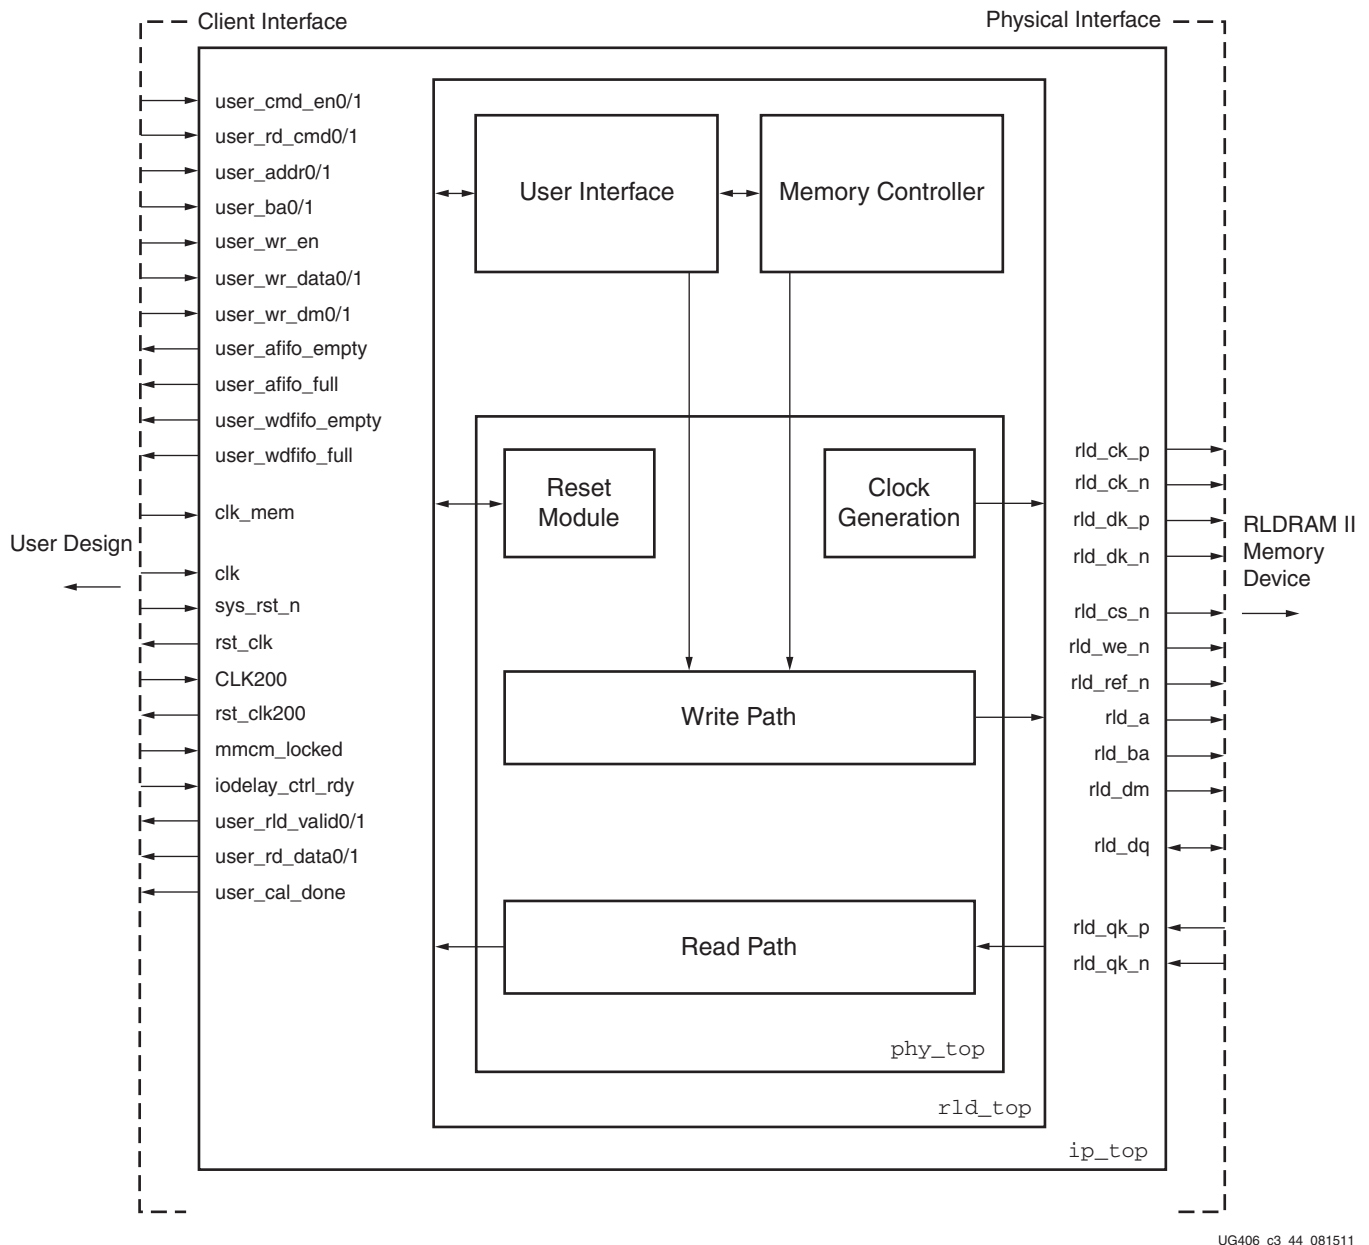 Client Interface
Physical Interface
user_cmd_en0/1
user_rd_cmd0/1
user_addr0/1
user_ba0/1
user_wr_en
user_wr_data0/1
user_wr_dm0/1
user_afifo_empty
user_afifo_full
user_wdfifo_empty
user_wdfifo_full
clk_mem
User Design
clk
sys_rst_n
rst_clk
CLK200
rst_clk200
mmcm_locked
iodelay_ctrl_rdy
user_rld_valid0/1
user_rd_data0/1
user_cal_done
User Interface
Memory Controller
Reset
Module
Clock
Generation
Write Path
Read Path
phy_top
rld_top
ip_top
rld_ck_p
rld_ck_n
rld_dk_p
rld_dk_n
rld_cs_n
rld_we_n
rld_ref_n
rld_a
rld_ba
rld_dm
rld_dq
rld_qk_p
rld_qk_n
RLDRAM II
Memory
Device
UG406_c3_44_081511